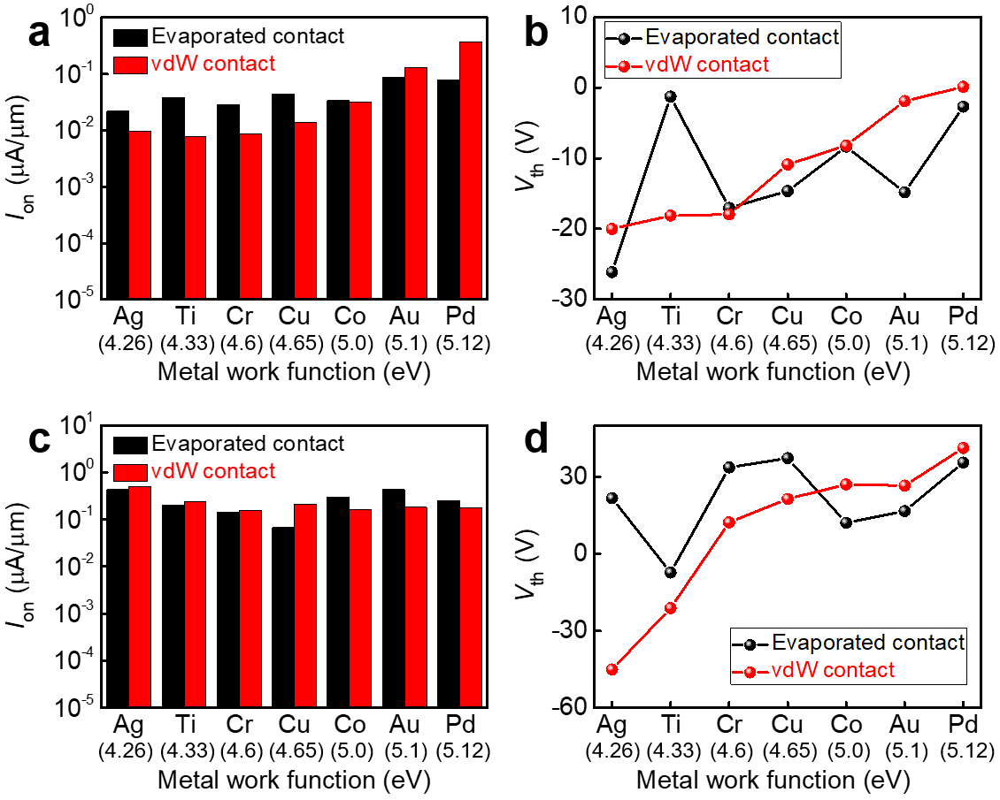 a
Evaporated contact
vdW contact
I_on (μA/μm)
10^0
10^-1
10^-2
10^-3
10^-4
10^-5
Ag Ti Cr Cu Co Au Pd
(4.26) (4.33) (4.6) (4.65) (5.0) (5.1) (5.12)
Metal work function (eV)
b
Evaporated contact
vdW contact
V_th (V)
10
0
-10
-20
-30
Ag Ti Cr Cu Co Au Pd
(4.26) (4.33) (4.6) (4.65) (5.0) (5.1) (5.12)
Metal work function (eV)
c
Evaporated contact
vdW contact
I_on (μA/μm)
10^1
10^0
10^-1
10^-2
10^-3
10^-4
10^-5
Ag Ti Cr Cu Co Au Pd
(4.26) (4.33) (4.6) (4.65) (5.0) (5.1) (5.12)
Metal work function (eV)
d
V_th (V)
30
0
-30
-60
Evaporated contact
vdW contact
Ag Ti Cr Cu Co Au Pd
(4.26) (4.33) (4.6) (4.65) (5.0) (5.1) (5.12)
Metal work function (eV)